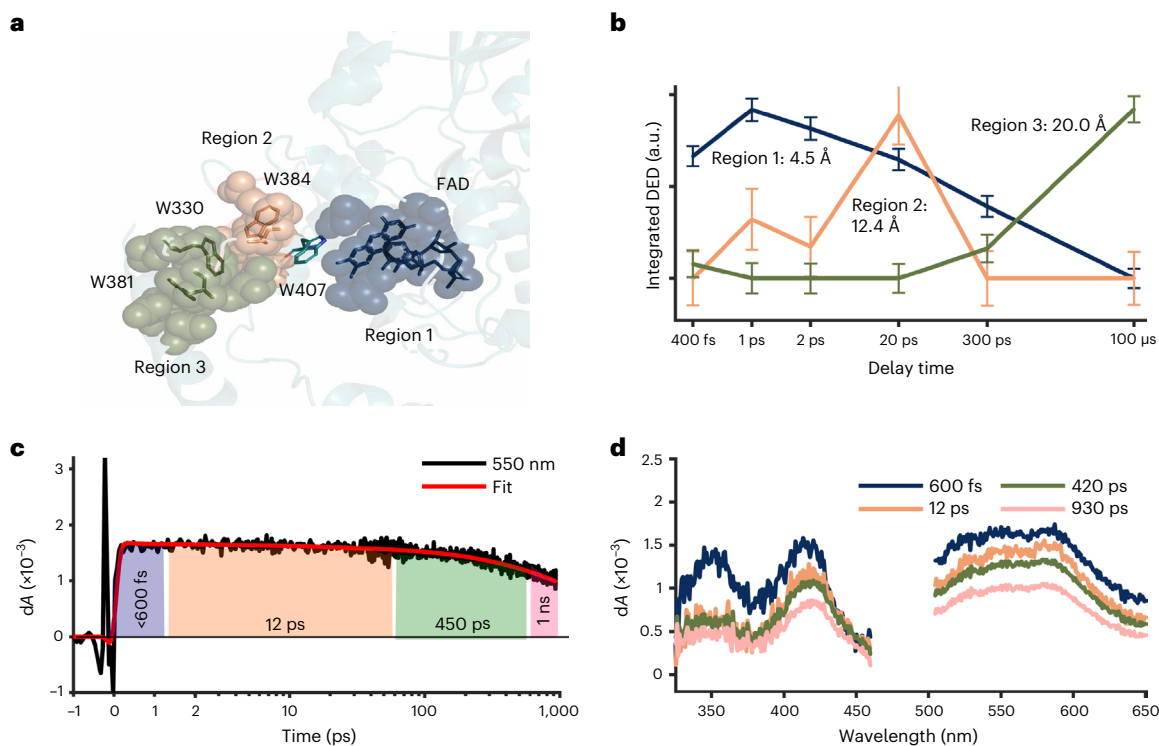 a
Region 2
W384
FAD
W330
W381
W407
Region 1
Region 3
b
Integrated DED (a.u.)
Region 3: 20.0 Å
Region 1: 4.5 Å
Region 2:
12.4 Å
400 fs
1 ps
2 ps
20 ps
300 ps
100 µs
Delay time
c
dA (×10⁻³)
3
2
1
0
–1
550 nm
Fit
<600 fs
12 ps
450 ps
1 ns
–1
0
1
2
10
100
1,000
Time (ps)
d
dA (×10⁻³)
2.5
2
1.5
1
0.5
0
600 fs
420 ps
12 ps
930 ps
350
400
450
500
550
600
650
Wavelength (nm)